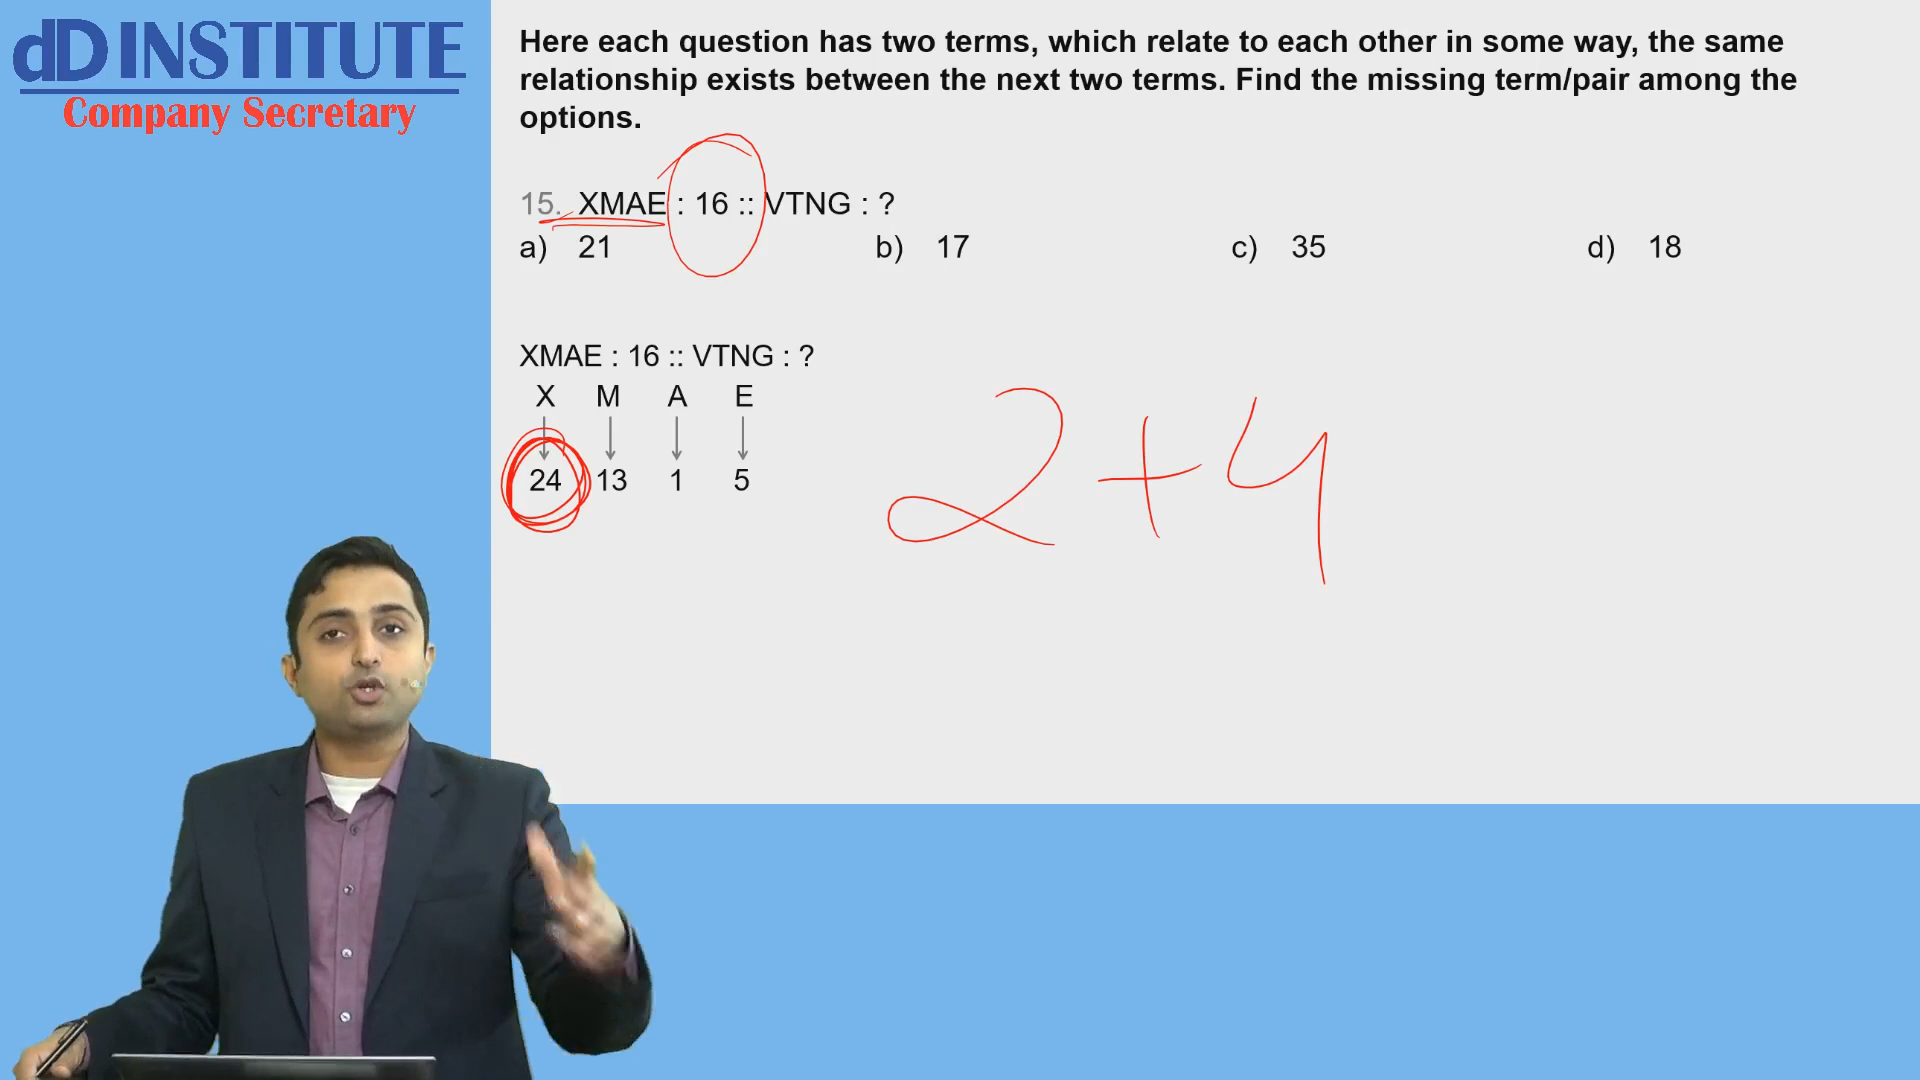 dD INSTITUTE
Company Secretary
Here each question has two terms, which relate to each other in some way, the same
relationship exists between the next two terms. Find the missing term/pair among the
options.
15. XMAE : 16 :: VTNG : ?
a) 21 b) 17 c) 35 d) 18
XMAE : 16 :: VTNG : ?
X M A E
24 13 1 5
2+4